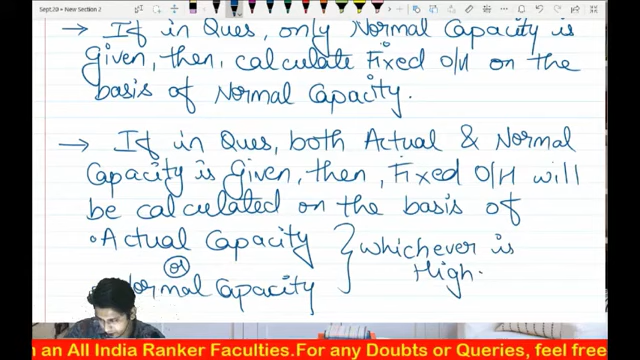 Sept.20 » New Section 2
→ If in Ques, only Normal Capacity is
given, then, calculate Fixed O/H on the
basis of Normal Capacity.
→ If in Ques, both Actual & Normal
Capacity is given, then, Fixed O/H will
be calculated on the basis of
Actual Capacity
or
Normal Capacity
whichever is
High.
an All India Ranker Faculties.For any Doubts or Queries, feel free